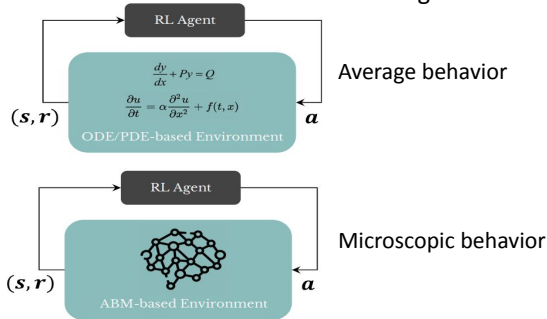 RL Agent
dy/dx + Py = Q
∂u/∂t = α ∂²u/∂x² + f(t, x)
ODE/PDE-based Environment
(s, r)
a
Average behavior
RL Agent
ABM-based Environment
(s, r)
a
Microscopic behavior